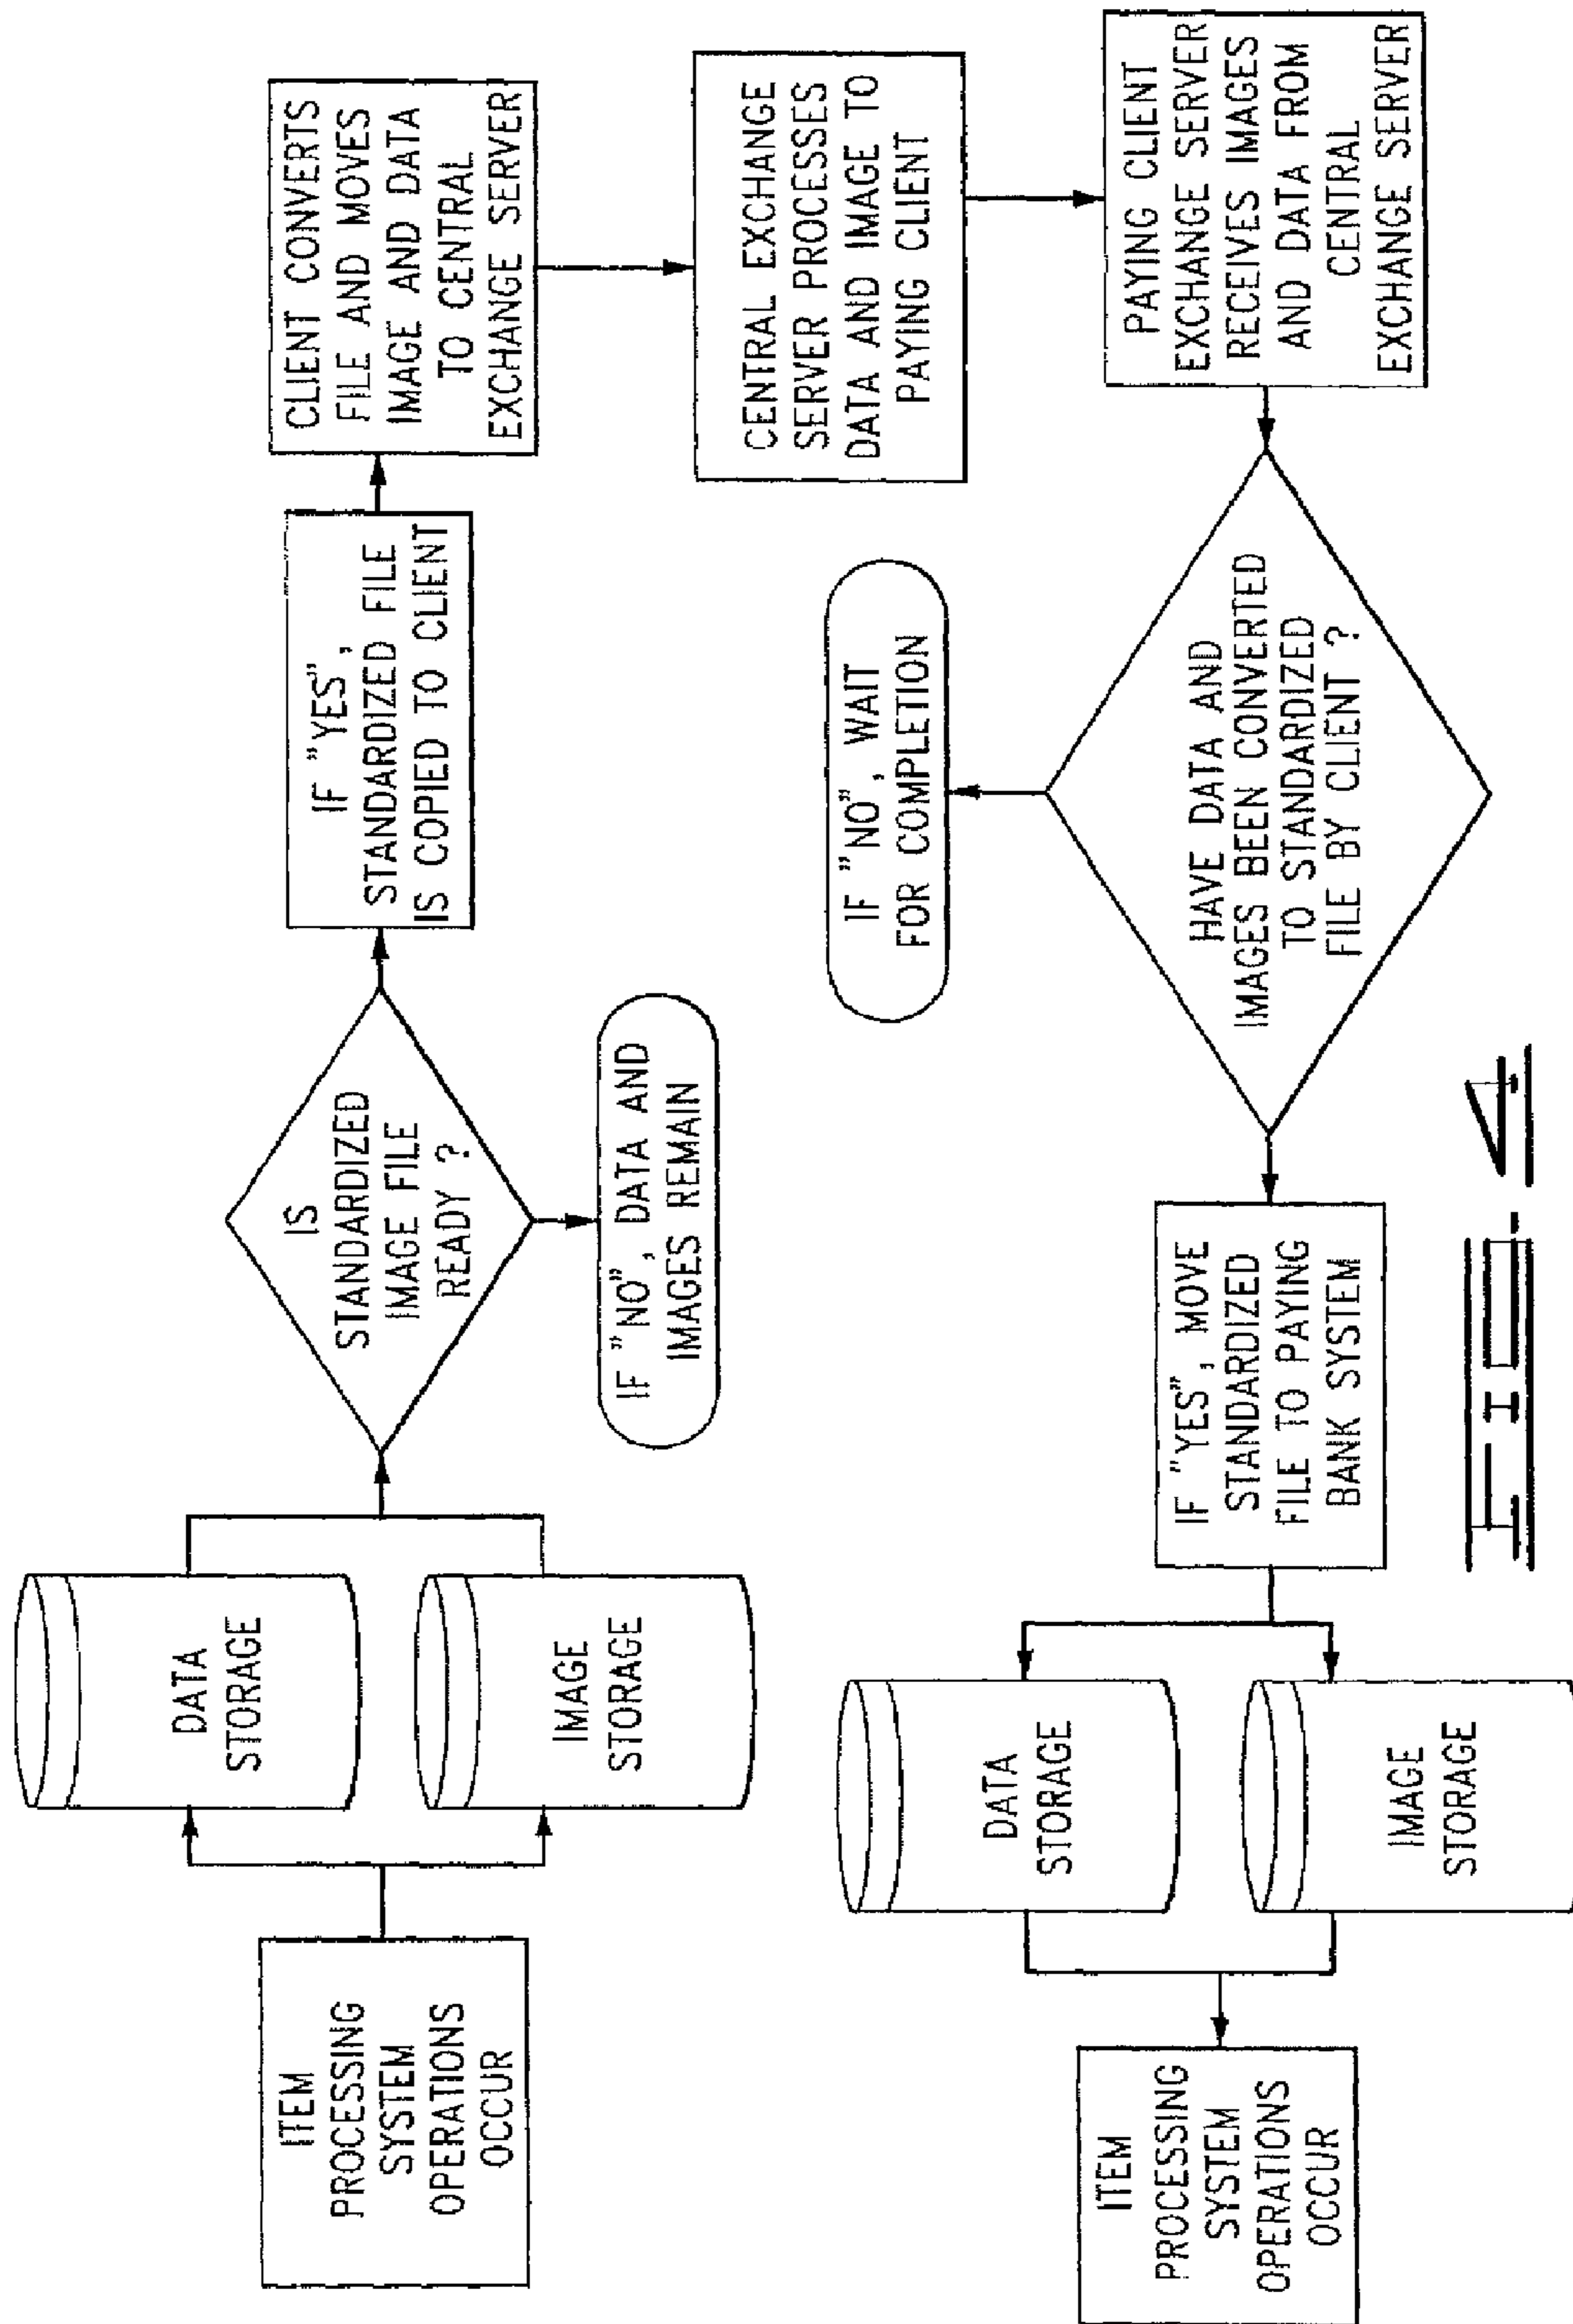 ITEM
PROCESSING
SYSTEM
OPERATIONS
OCCUR
DATA
STORAGE
IMAGE
STORAGE
IS
STANDARDIZED
IMAGE FILE
READY ?
IF "NO", DATA AND
IMAGES REMAIN
IF "YES",
STANDARDIZED FILE
IS COPIED TO CLIENT
CLIENT CONVERTS
FILE AND MOVES
IMAGE AND DATA
TO CENTRAL
EXCHANGE SERVER
CENTRAL EXCHANGE
SERVER PROCESSES
DATA AND IMAGE TO
PAYING CLIENT
PAYING CLIENT
EXCHANGE SERVER
RECEIVES IMAGES
AND DATA FROM
CENTRAL
EXCHANGE SERVER
HAVE DATA AND
IMAGES BEEN CONVERTED
TO STANDARDIZED
FILE BY CLIENT ?
IF "NO", WAIT
FOR COMPLETION
IF "YES", MOVE
STANDARDIZED
FILE TO PAYING
BANK SYSTEM
DATA
STORAGE
IMAGE
STORAGE
ITEM
PROCESSING
SYSTEM
OPERATIONS
OCCUR
FIG. 4